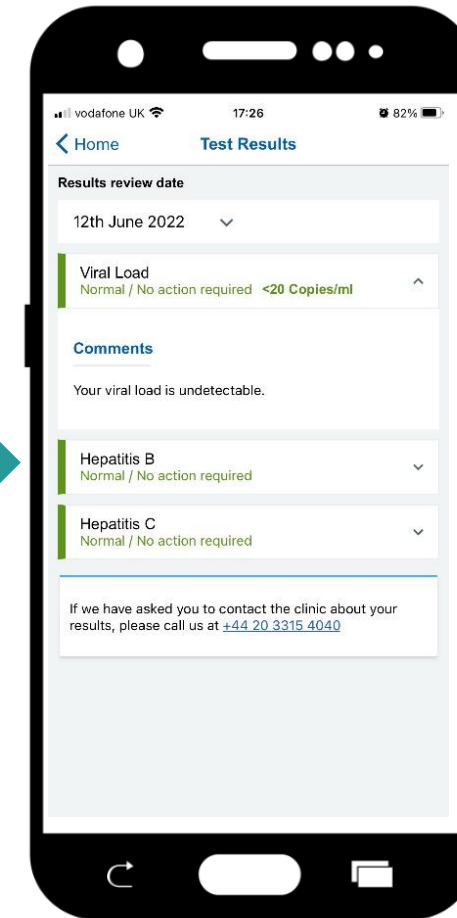 vodafone UK 17:26 82%
Home Test Results
Results review date
12th June 2022
Viral Load
Normal / No action required <20 Copies/ml
Comments
Your viral load is undetectable.
Hepatitis B
Normal / No action required
Hepatitis C
Normal / No action required
If we have asked you to contact the clinic about your
results, please call us at +44 20 3315 4040